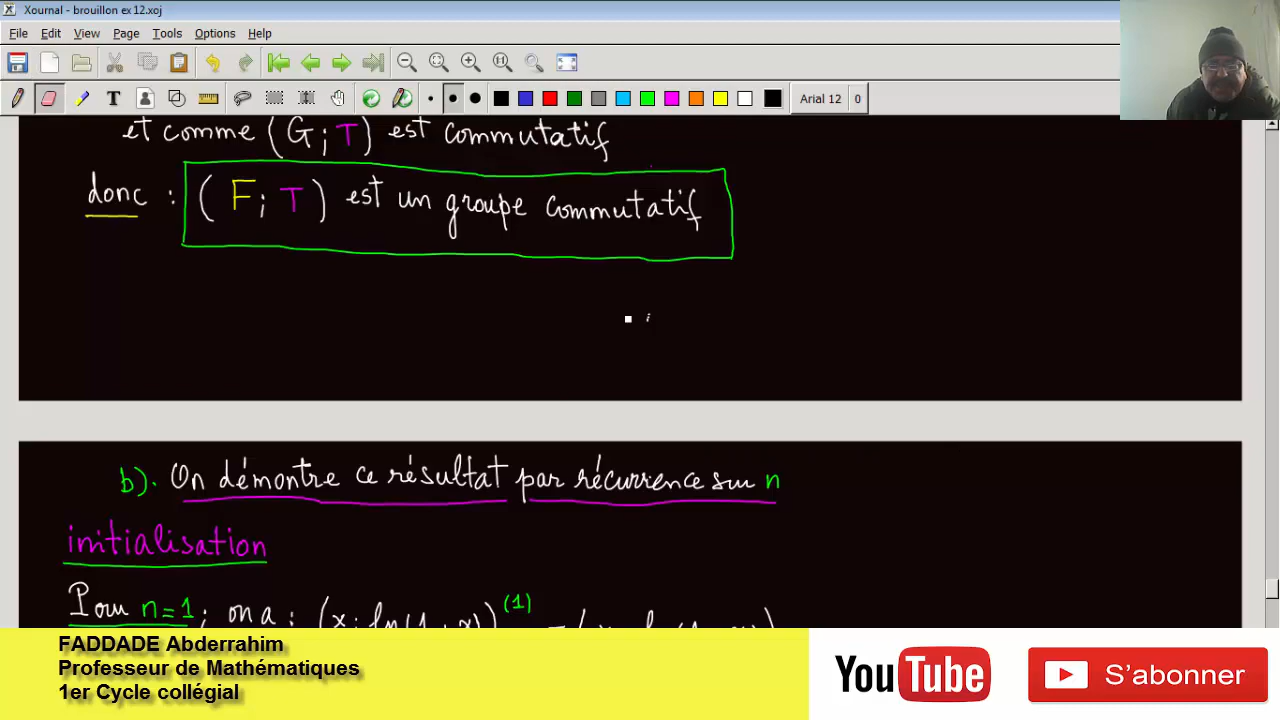 Xournal - brouillon ex 12.xoj
File Edit View Page Tools Options Help
Arial 12 0
et comme (G ; T) est commutatif
donc : (F ; T) est un groupe commutatif
b). On démontre ce résultat par récurrence sur n
initialisation
Pour n=1 ; on a :
(1)
FADDADE Abderrahim
Professeur de Mathématiques
1er Cycle collégial
YouTube
S'abonner